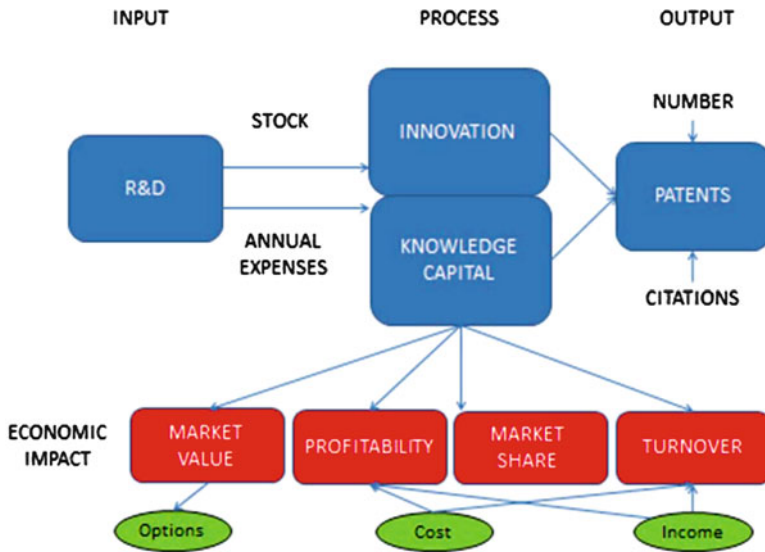 INPUT
PROCESS
OUTPUT
STOCK
INNOVATION
NUMBER
R&D
PATENTS
ANNUAL
EXPENSES
KNOWLEDGE
CAPITAL
CITATIONS
ECONOMIC
IMPACT
MARKET
VALUE
PROFITABILITY
MARKET
SHARE
TURNOVER
Options
Cost
Income